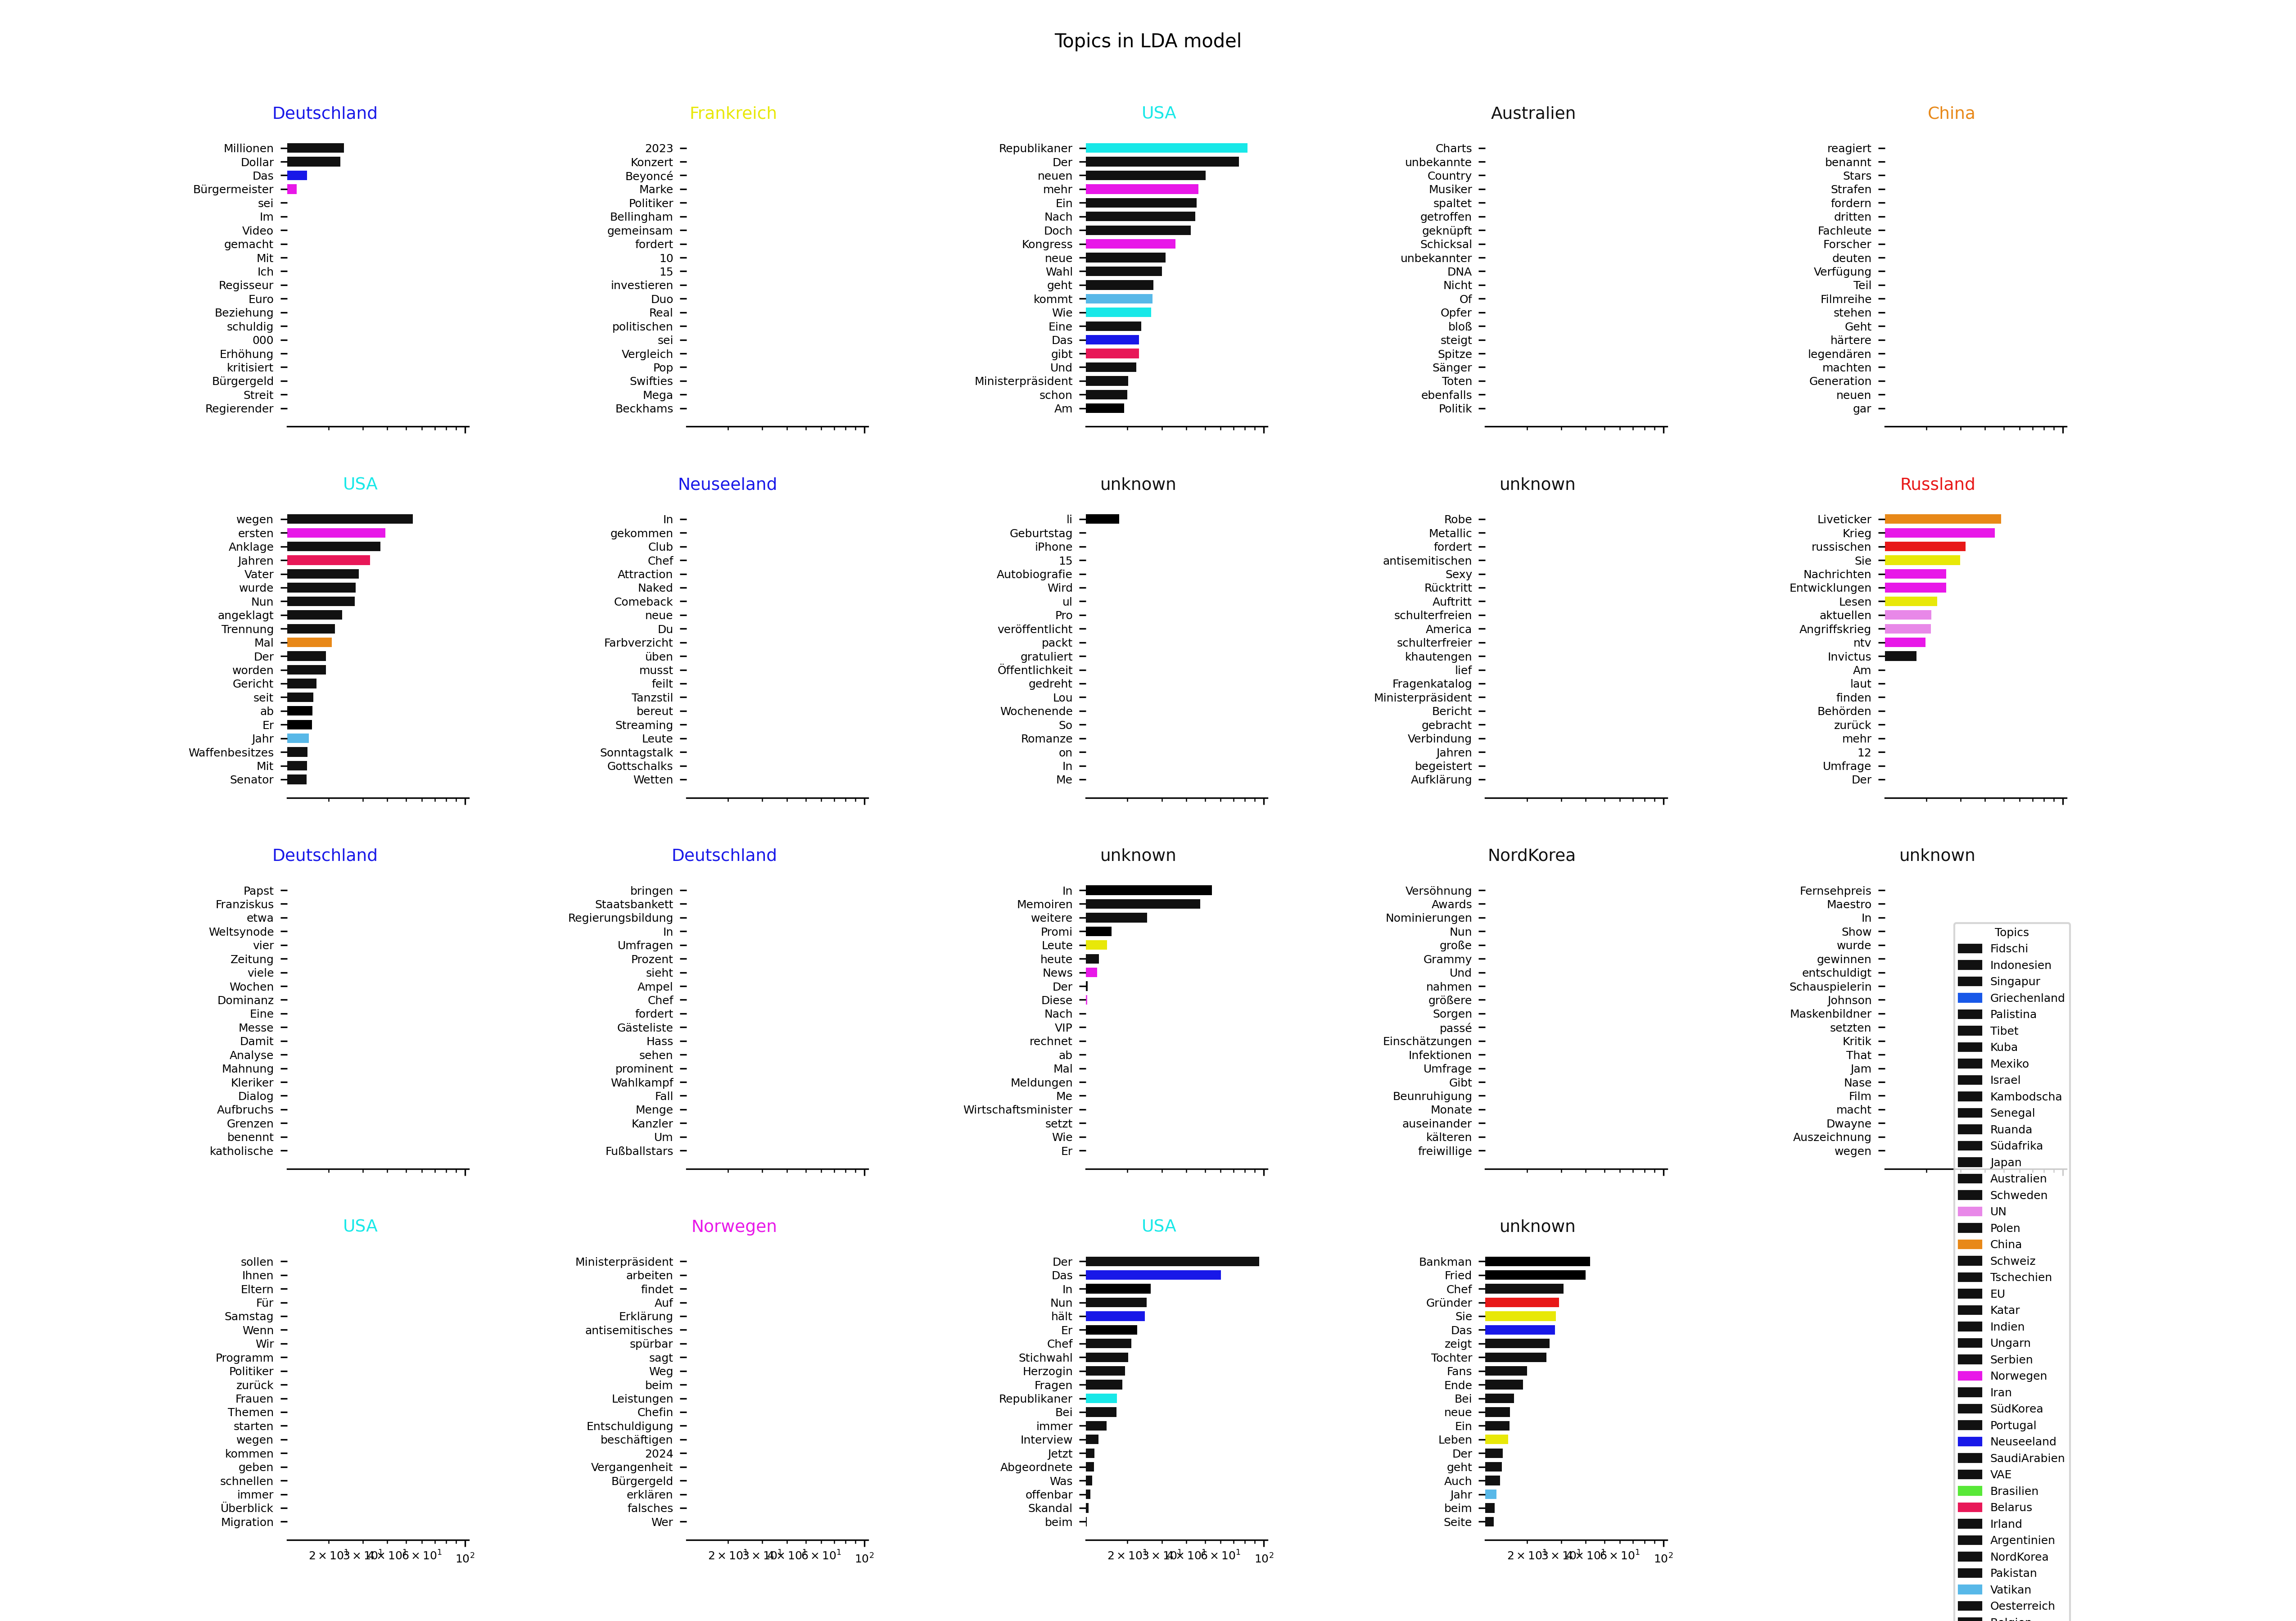 Topics in LDA model
Deutschland
Millionen
Dollar
Das
Bürgermeister
sei
Im
Video
gemacht
Mit
Ich
Regisseur
Euro
Beziehung
schuldig
000
Erhöhung
kritisiert
Bürgergeld
Streit
Regierender
Frankreich
2023
Konzert
Beyoncé
Marke
Politiker
Bellingham
gemeinsam
fordert
10
15
investieren
Duo
Real
politischen
sei
Vergleich
Pop
Swifties
Mega
Beckhams
USA
Republikaner
Der
neuen
mehr
Ein
Nach
Doch
Kongress
neue
Wahl
geht
kommt
Wie
Eine
Das
gibt
Und
Ministerpräsident
schon
Am
Australien
Charts
unbekannte
Country
Musiker
spaltet
getroffen
geknüpft
Schicksal
unbekannter
DNA
Nicht
Of
Opfer
bloß
steigt
Spitze
Sänger
Toten
ebenfalls
Politik
China
reagiert
benannt
Stars
Strafen
fordern
dritten
Fachleute
Forscher
deuten
Verfügung
Teil
Filmreihe
stehen
Geht
härtere
legendären
machten
Generation
neuen
gar
USA
wegen
ersten
Anklage
Jahren
Vater
wurde
Nun
angeklagt
Trennung
Mal
Der
worden
Gericht
seit
ab
Er
Jahr
Waffenbesitzes
Mit
Senator
Neuseeland
In
gekommen
Club
Chef
Attraction
Naked
Comeback
neue
Du
Farbverzicht
üben
musst
feilt
Tanzstil
bereut
Streaming
Leute
Sonntagstalk
Gottschalks
Wetten
unknown
li
Geburtstag
iPhone
15
Autobiografie
Wird
ul
Pro
veröffentlicht
packt
gratuliert
Öffentlichkeit
gedreht
Lou
Wochenende
So
Romanze
on
In
Me
unknown
Robe
Metallic
fordert
antisemitischen
Sexy
Rücktritt
Auftritt
schulterfreien
America
schulterfreier
khautengen
lief
Fragenkatalog
Ministerpräsident
Bericht
gebracht
Verbindung
Jahren
begeistert
Aufklärung
Russland
Liveticker
Krieg
russischen
Sie
Nachrichten
Entwicklungen
Lesen
aktuellen
Angriffskrieg
ntv
Invictus
Am
laut
finden
Behörden
zurück
mehr
12
Umfrage
Der
Deutschland
Papst
Franziskus
etwa
Weltsynode
vier
Zeitung
viele
Wochen
Dominanz
Eine
Messe
Damit
Analyse
Mahnung
Kleriker
Dialog
Aufbruchs
Grenzen
benennt
katholische
Deutschland
bringen
Staatsbankett
Regierungsbildung
In
Umfragen
Prozent
sieht
Ampel
Chef
fordert
Gästeliste
Hass
sehen
prominent
Wahlkampf
Fall
Menge
Kanzler
Um
Fußballstars
unknown
In
Memoiren
weitere
Promi
Leute
heute
News
Der
Diese
Nach
VIP
rechnet
ab
Mal
Meldungen
Me
Wirtschaftsminister
setzt
Wie
Er
NordKorea
Versöhnung
Awards
Nominierungen
Nun
große
Grammy
Und
nahmen
größere
Sorgen
passé
Einschätzungen
Infektionen
Umfrage
Gibt
Beunruhigung
Monate
auseinander
kälteren
freiwillige
unknown
Fernsehpreis
Maestro
In
Show
wurde
gewinnen
entschuldigt
Schauspielerin
Johnson
Maskenbildner
setzten
Kritik
That
Jam
Nase
Film
macht
Dwayne
Auszeichnung
wegen
USA
sollen
Ihnen
Eltern
Für
Samstag
Wenn
Wir
Programm
Politiker
zurück
Frauen
Themen
starten
wegen
kommen
geben
schnellen
immer
Überblick
Migration
10²
Norwegen
Ministerpräsident
arbeiten
findet
Auf
Erklärung
antisemitisches
spürbar
sagt
Weg
beim
Leistungen
Chefin
Entschuldigung
beschäftigen
2024
Vergangenheit
Bürgergeld
erklären
falsches
Wer
10²
USA
Der
Das
In
Nun
hält
Er
Chef
Stichwahl
Herzogin
Fragen
Republikaner
Bei
immer
Interview
Jetzt
Abgeordnete
Was
offenbar
Skandal
beim
10²
unknown
Bankman
Fried
Chef
Gründer
Sie
Das
zeigt
Tochter
Fans
Ende
Bei
neue
Ein
Leben
Der
geht
Auch
Jahr
beim
Seite
10²
Topics
Fidschi
Indonesien
Singapur
Griechenland
Palistina
Tibet
Kuba
Mexiko
Israel
Kambodscha
Senegal
Ruanda
Südafrika
Japan
Australien
Schweden
UN
Polen
China
Schweiz
Tschechien
EU
Katar
Indien
Ungarn
Serbien
Norwegen
Iran
SüdKorea
Portugal
Neuseeland
SaudiArabien
VAE
Brasilien
Belarus
Irland
Argentinien
NordKorea
Pakistan
Vatikan
Oesterreich